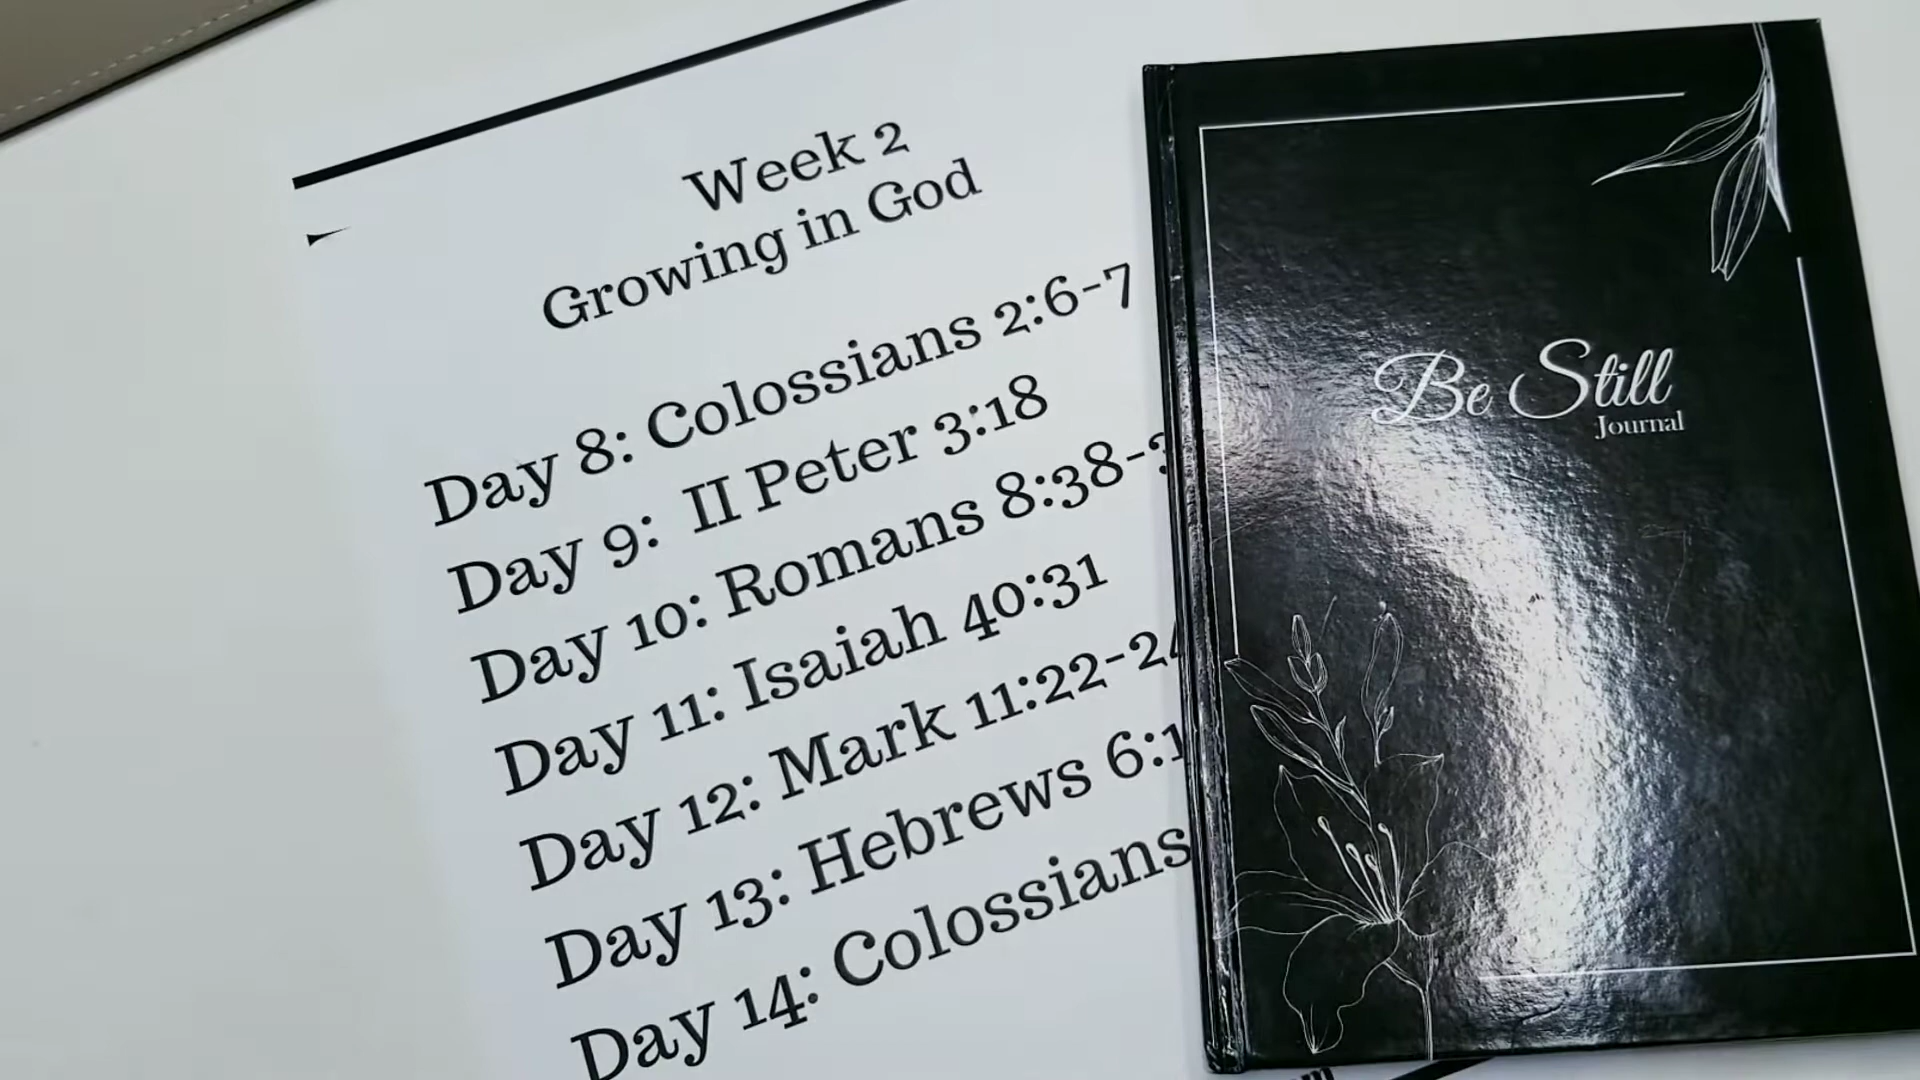 Week 2
Growing in God
Day 8: Colossians 2:6-7
Day 9: II Peter 3:18
Day 10: Romans 8:38-
Day 11: Isaiah 40:31
Day 12: Mark 11:22-24
Day 13: Hebrews 6:1
Day 14: Colossians
Be Still
Journal